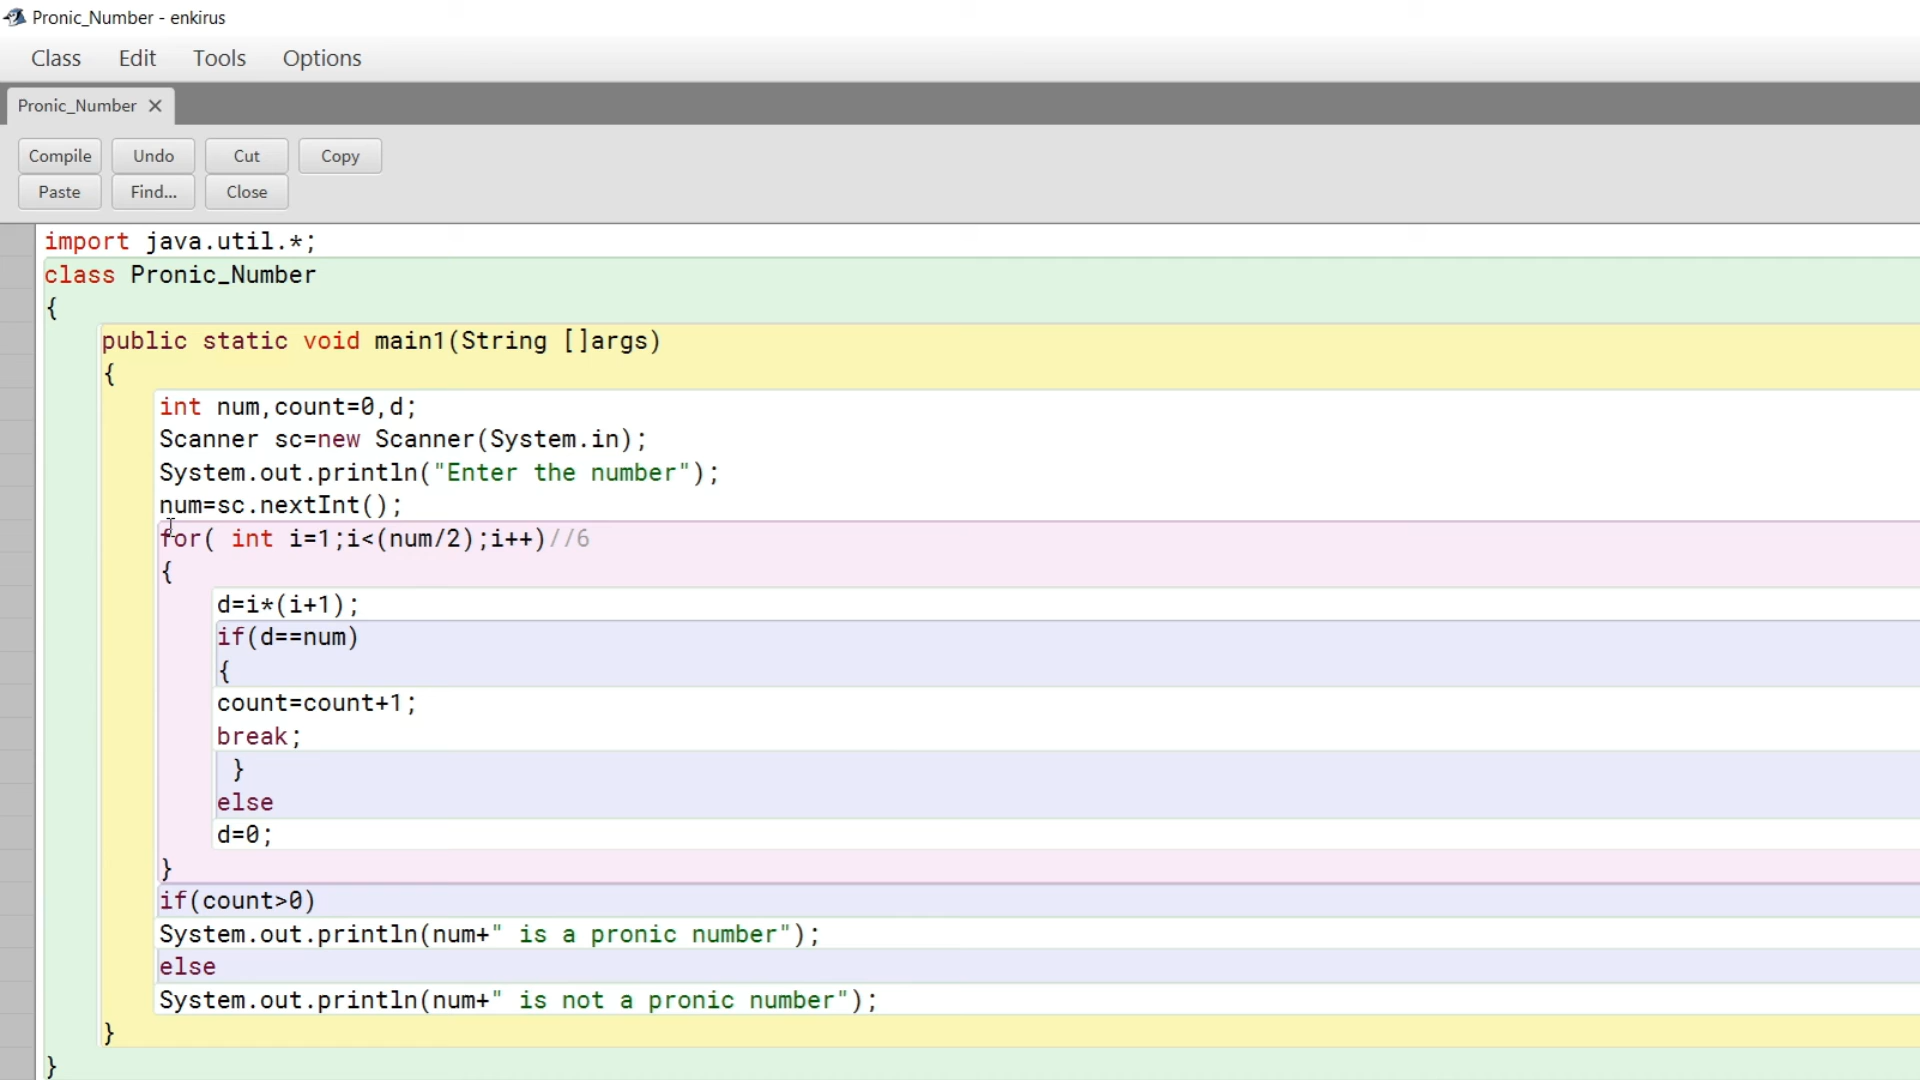 Pronic_Number - enkirus
Class Edit Tools Options
Pronic_Number ✕
Compile Undo Cut Copy
Paste Find... Close
import java.util.*;
class Pronic_Number
{
public static void main1(String []args)
{
int num,count=0,d;
Scanner sc=new Scanner(System.in);
System.out.println("Enter the number");
num=sc.nextInt();
for( int i=1;i<(num/2);i++)//6
{
d=i*(i+1);
if(d==num)
{
count=count+1;
break;
}
else
d=0;
}
if(count>0)
System.out.println(num+" is a pronic number");
else
System.out.println(num+" is not a pronic number");
}
}